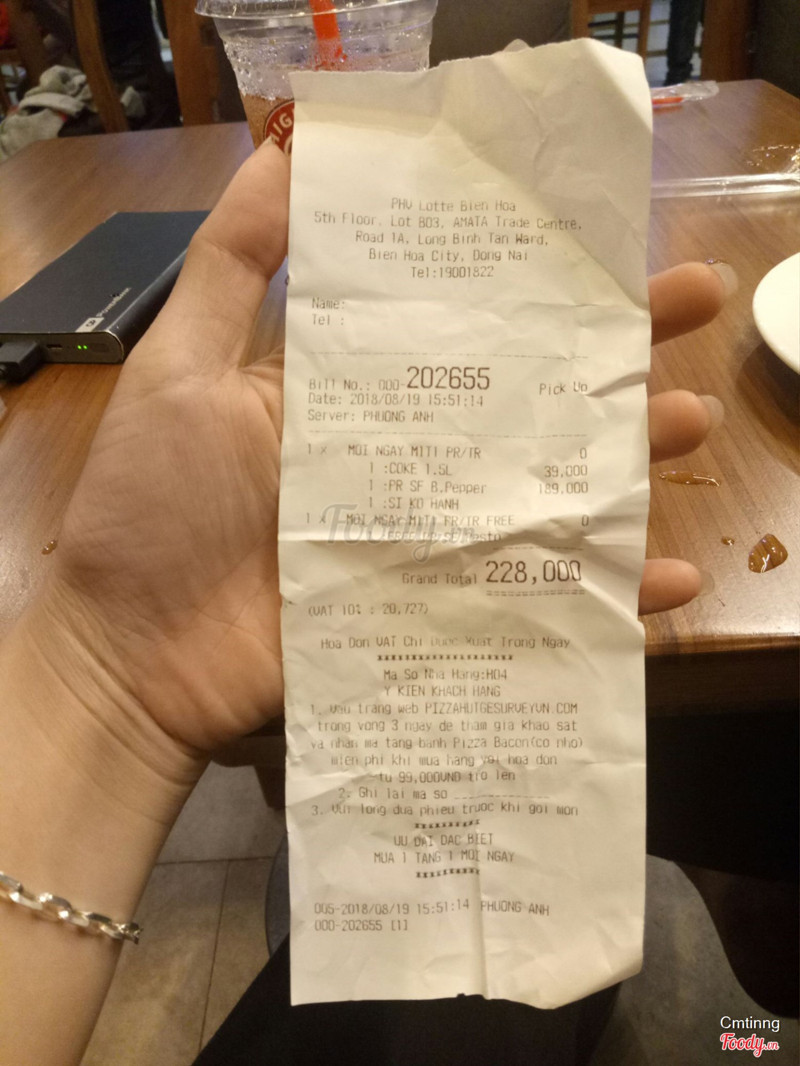 PHV Lotte Bien Hoa
5th Floor, Lot B03, AMATA Trade Centre,
Road 1A, Long Binh Tan Ward,
Bien Hoa City, Dong Nai
Tel:19001822
Name:
Tel :
Bill No.: 000-202655 Pick Up
Date: 2018/08/19 15:51:14
Server: PHUONG ANH
1 x MOI NGAY MIT1 PR/TR 0
1 :COKE 1.5L 39,000
1 :PR SF B.Pepper 189,000
1 :SI KO HANH
1 x MOI NGAY MIT1 PR/TR FREE 0
Grand Total 228,000
(VAT 10% : 20,727)
Hoa Don VAT Chi Duoc Xuat Trong Ngay
Ma So Nha Hang:H04
Y KIEN KHACH HANG
1. Vau trang web PIZZAHUTGESURVEYVN.COM
trong vong 3 ngay de tham gia khao sat
va nhan ma tang banh Pizza Bacon(co nho)
mien phi khi mua hang voi hoa don
tu 99,000VND tro len
2. Ghi lai ma so
3. Vui long dua phieu truoc khi goi mon
UU DAI DAC BIET
MUA 1 TANG 1 MOI NGAY
005-2018/08/19 15:51:14 PHUONG ANH
000-202655 [1]
Foody.vn
PowerBank
Cmtinng
Foody.vn